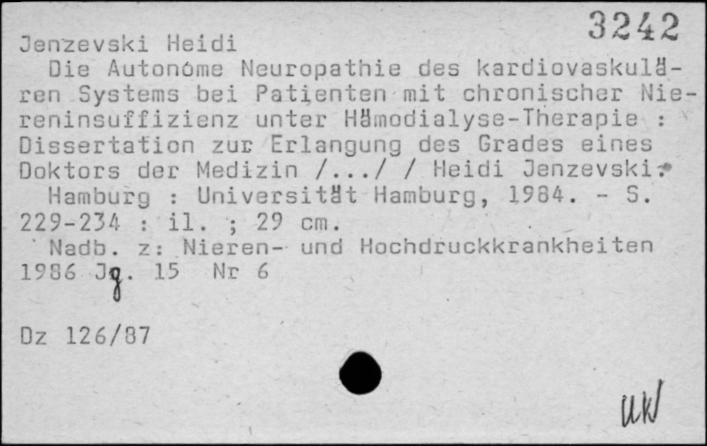 3242
Jenzevski Heidi
Die Autonome Neuropathie des kardiovaskulä-
ren Systems bei Patienten mit chronischer Nie-
reninsuffizienz unter Hämodialyse-Therapie :
Dissertation zur Erlangung des Grades eines
Doktors der Medizin /.../ / Heidi Jenzevski.
Hamburg : Universität Hamburg, 1984. - S.
229-234 : il. ; 29 cm.
Nadb. z: Nieren- und Hochdruckkrankheiten
1986 Jg. 15 Nr 6
Dz 126/87
UW